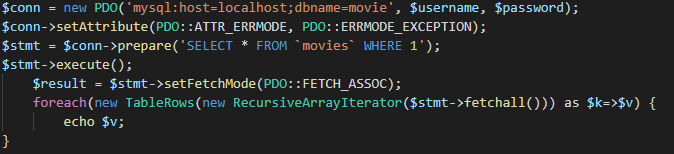 $conn = new PDO('mysql:host=localhost;dbname=movie', $username, $password);
$conn->setAttribute(PDO::ATTR_ERRMODE, PDO::ERRMODE_EXCEPTION);
$stmt = $conn->prepare('SELECT * FROM `movies` WHERE 1');
$stmt->execute();
    $result = $stmt->setFetchMode(PDO::FETCH_ASSOC);
    foreach(new TableRows(new RecursiveArrayIterator($stmt->fetchall())) as $k=>$v) {
        echo $v;
}